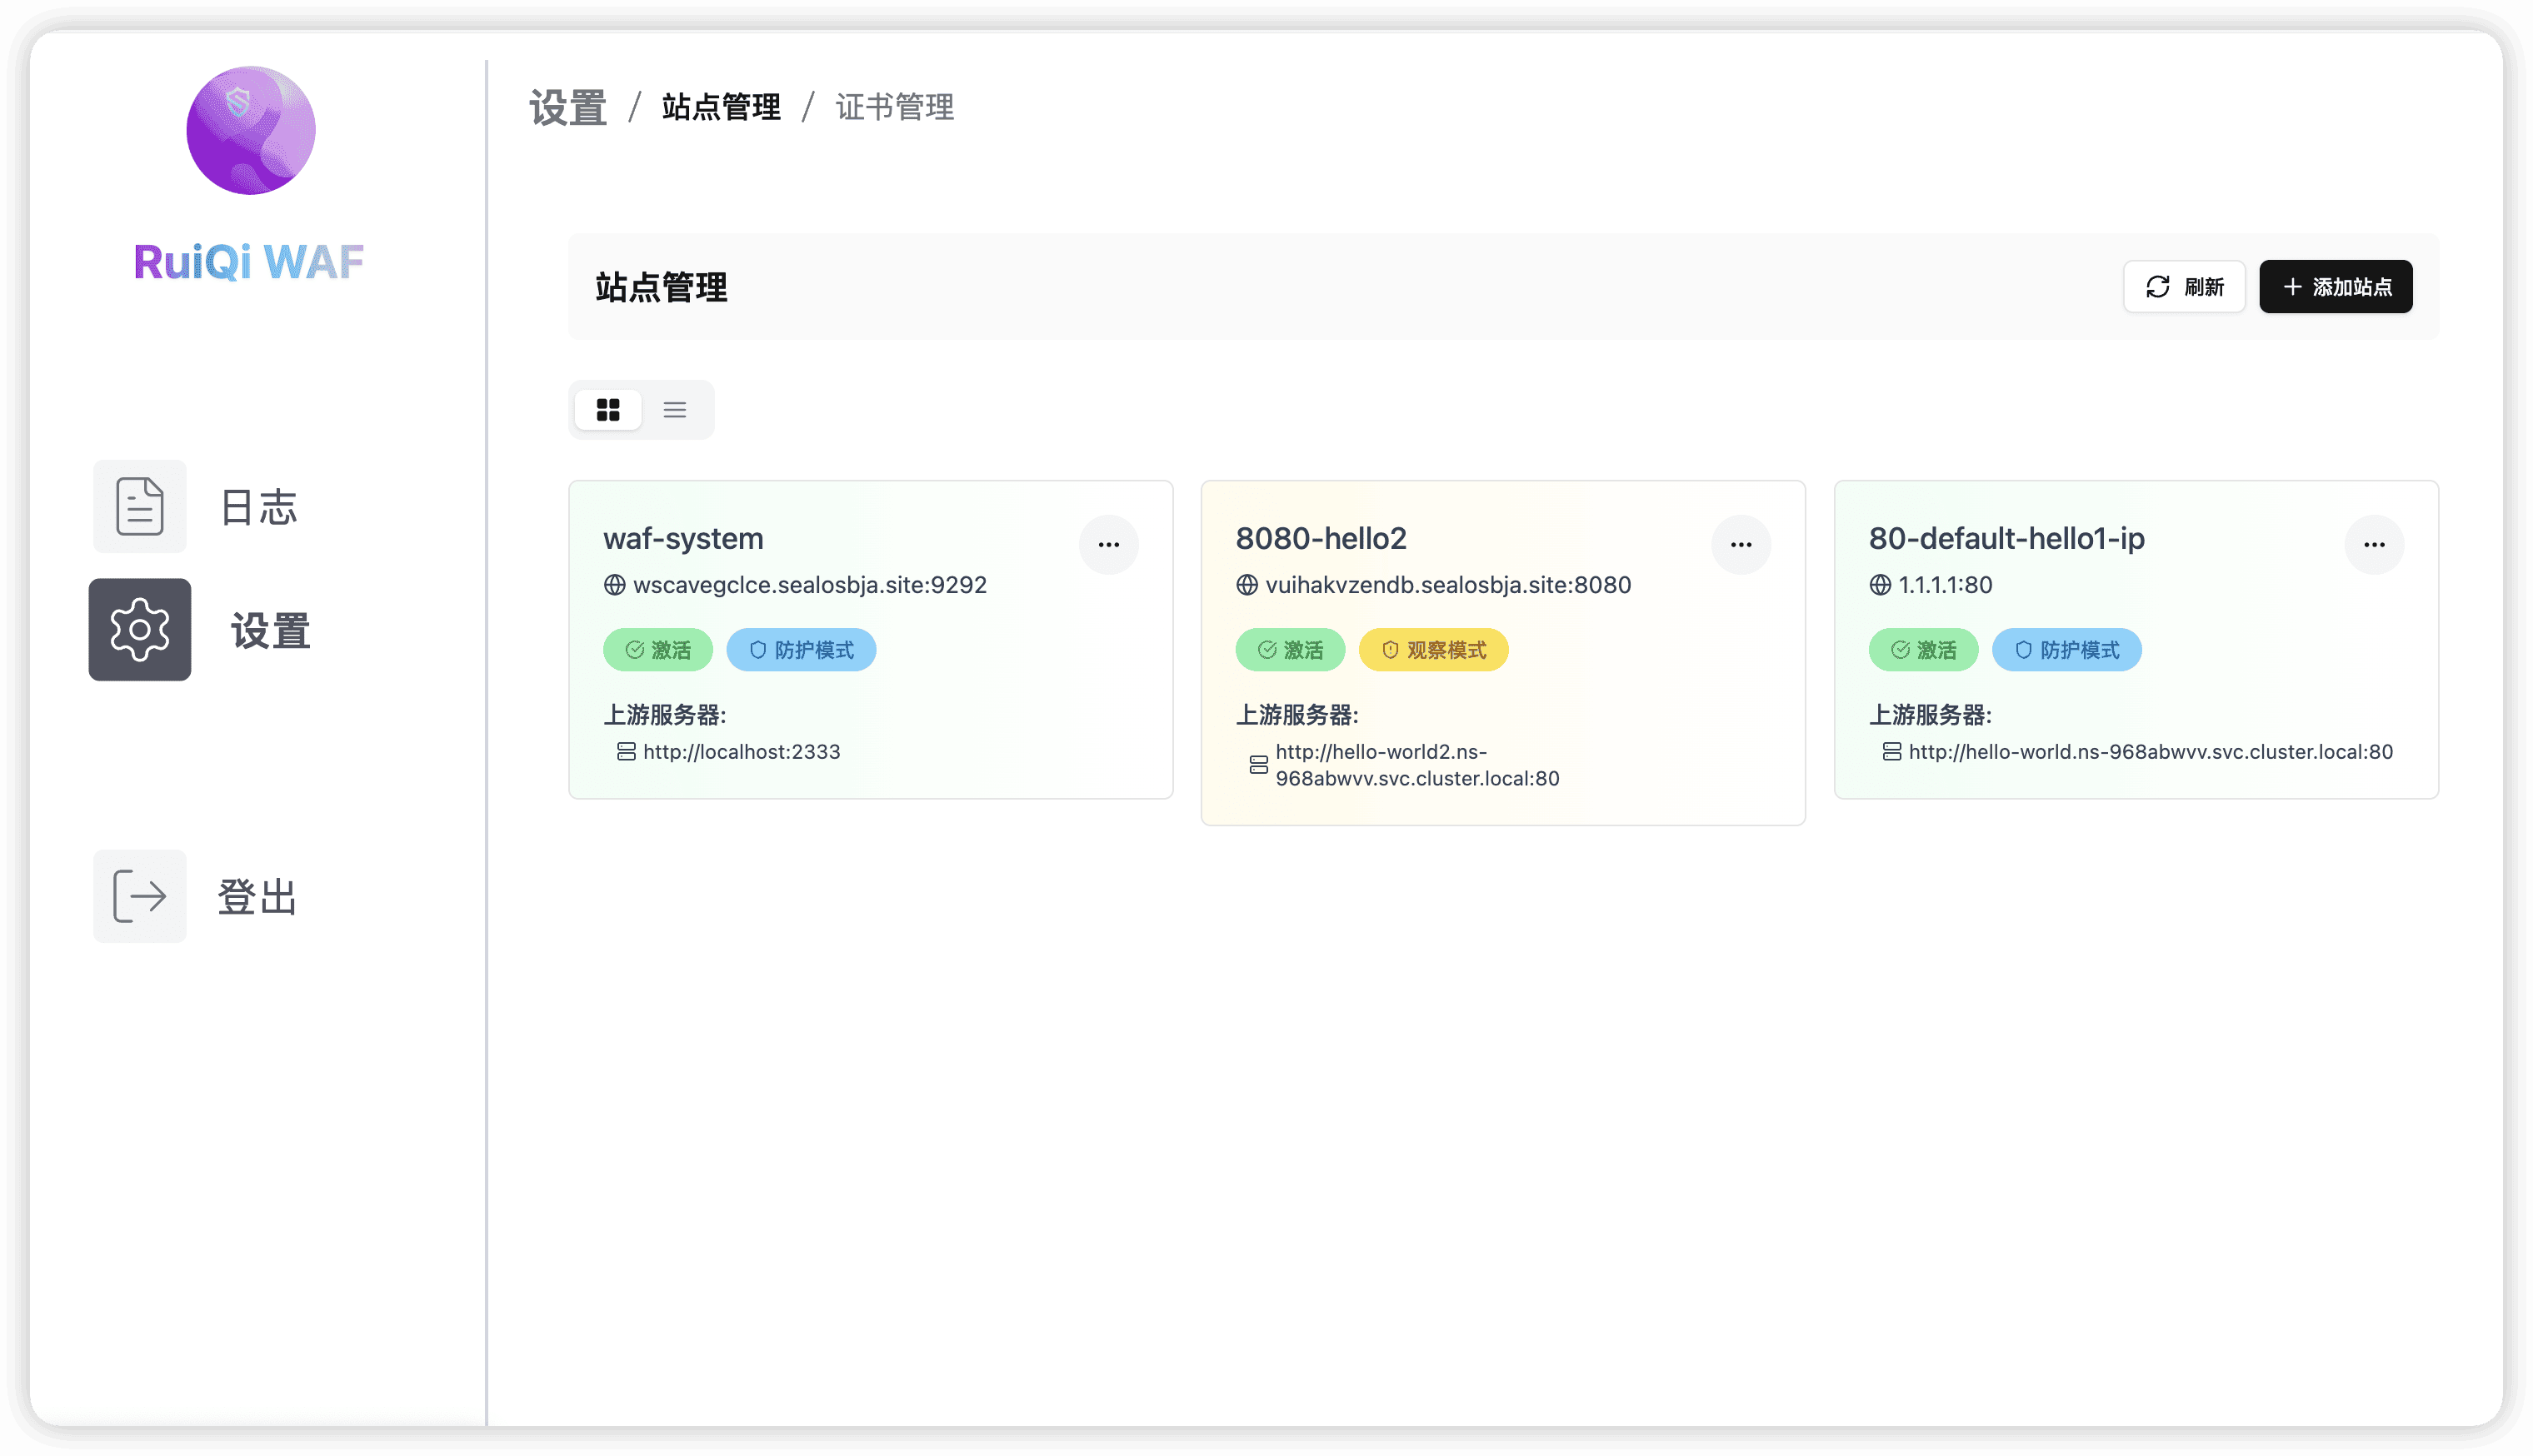 RuiQi WAF
日志
设置
登出
设置 / 站点管理 / 证书管理
站点管理
刷新
添加站点
waf-system
wscavegclce.sealosbja.site:9292
激活 防护模式
上游服务器:
http://localhost:2333
8080-hello2
vuihakvzendb.sealosbja.site:8080
激活 观察模式
上游服务器:
http://hello-world2.ns-
968abwvv.svc.cluster.local:80
80-default-hello1-ip
1.1.1.1:80
激活 防护模式
上游服务器:
http://hello-world.ns-968abwvv.svc.cluster.local:80